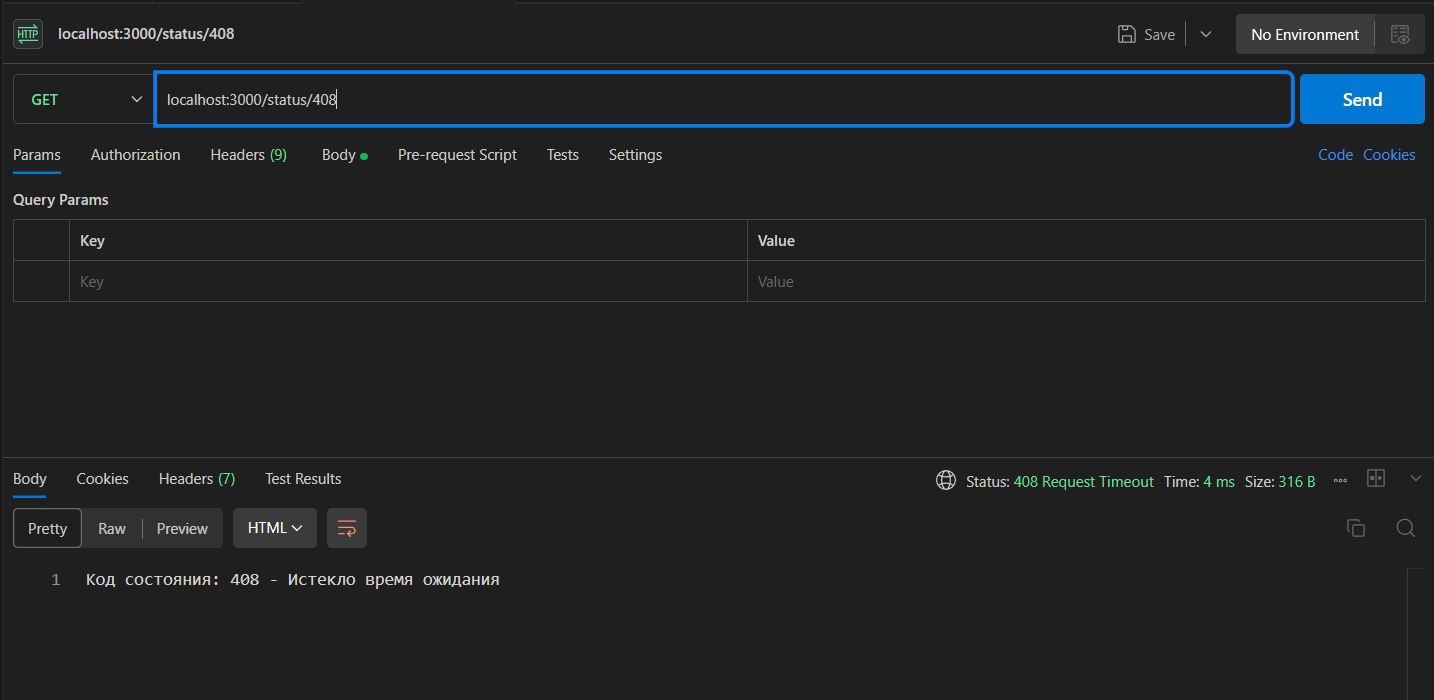 HTTP localhost:3000/status/408 Save No Environment
GET localhost:3000/status/408 Send
Params Authorization Headers (9) Body Pre-request Script Tests Settings Code Cookies
Query Params
Key Value
Key Value
Body Cookies Headers (7) Test Results Status: 408 Request Timeout Time: 4 ms Size: 316 B
Pretty Raw Preview HTML
1 Код состояния: 408 - Истекло время ожидания